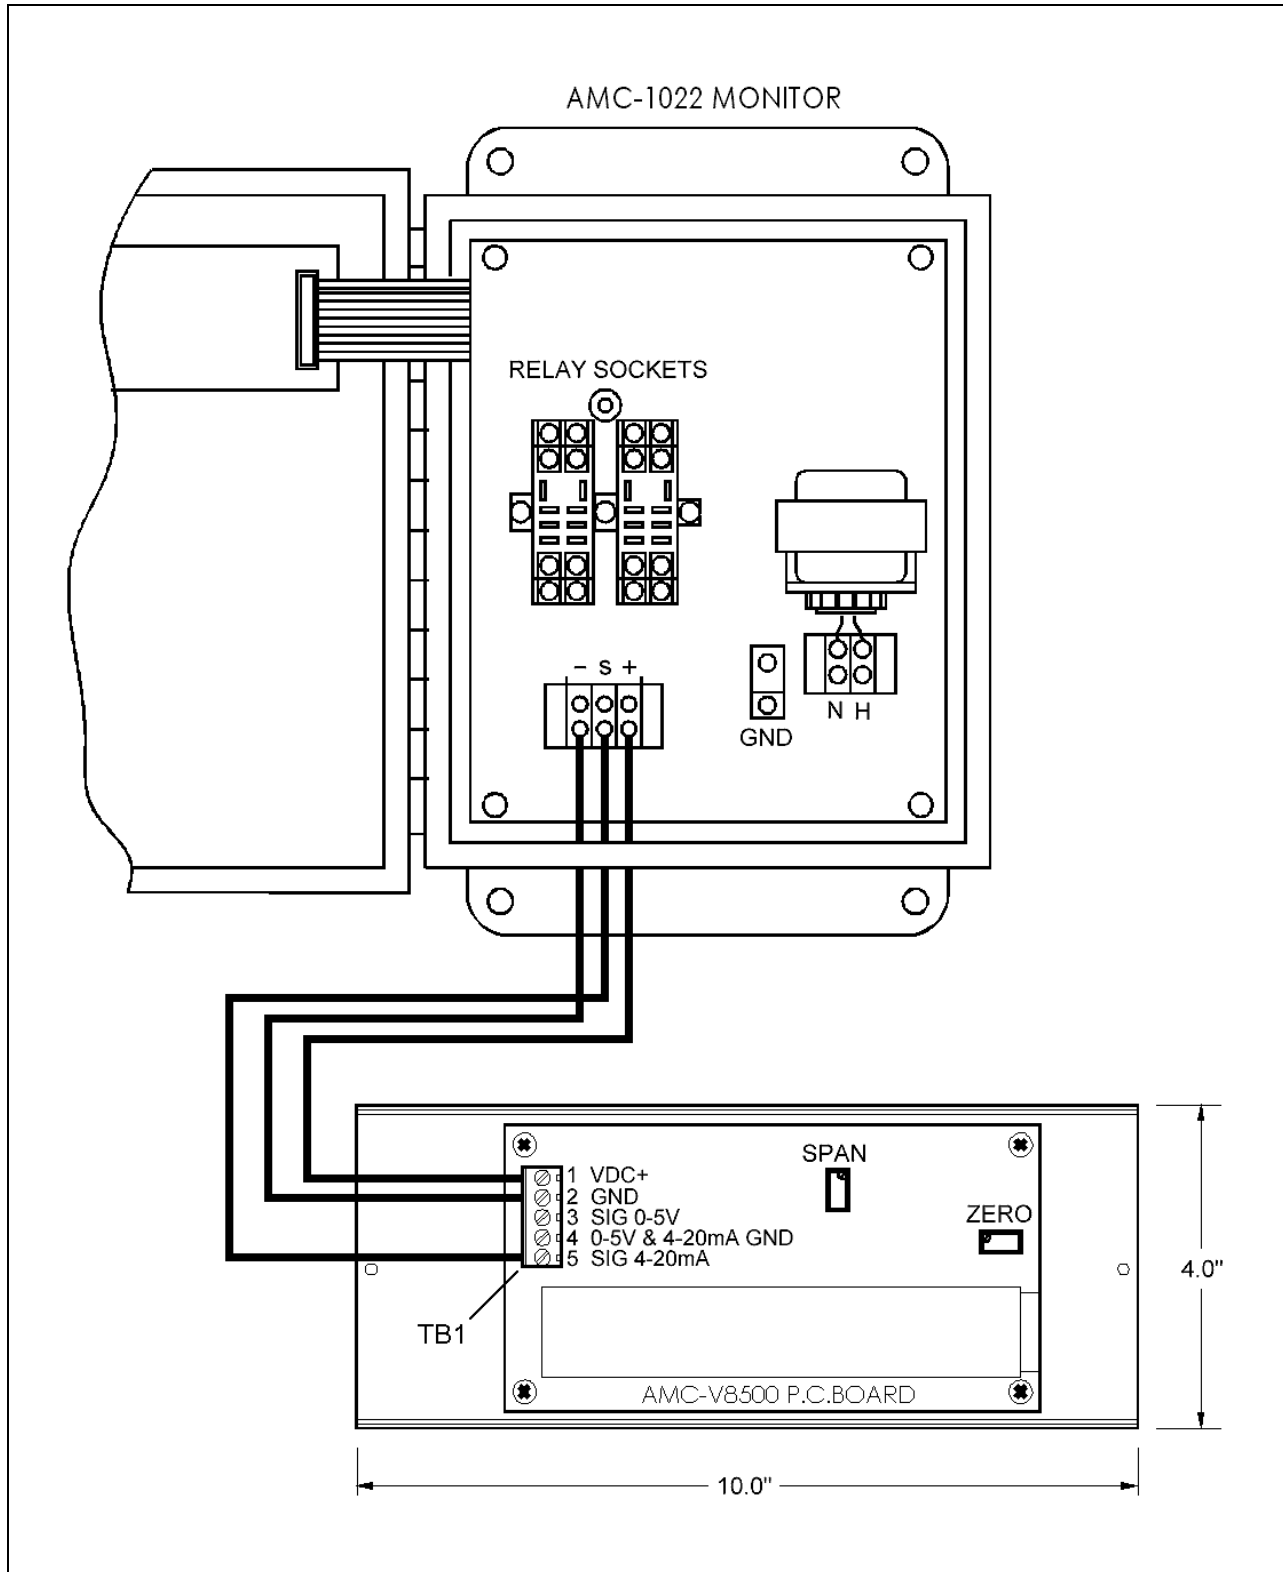 AMC-1022 MONITOR
RELAY SOCKETS
– S +
N H
GND
SPAN
1 VDC+
2 GND
3 SIG 0-5V
ZERO
4 0-5V & 4-20mA GND
5 SIG 4-20mA
4.0"
TB1
AMC-V8500 P.C.BOARD
10.0"